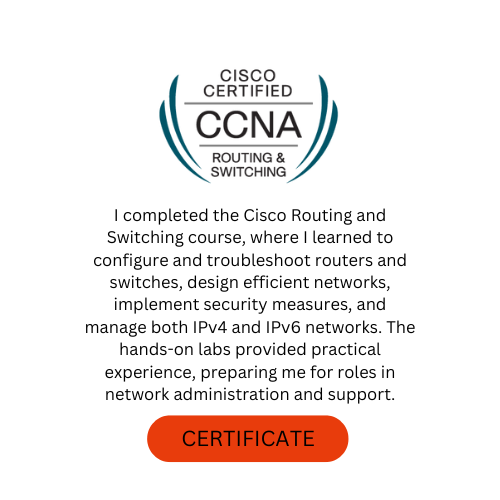 CISCO
CERTIFIED
CCNA
ROUTING &
SWITCHING
I completed the Cisco Routing and
Switching course, where I learned to
configure and troubleshoot routers and
switches, design efficient networks,
implement security measures, and
manage both IPv4 and IPv6 networks. The
hands-on labs provided practical
experience, preparing me for roles in
network administration and support.
CERTIFICATE